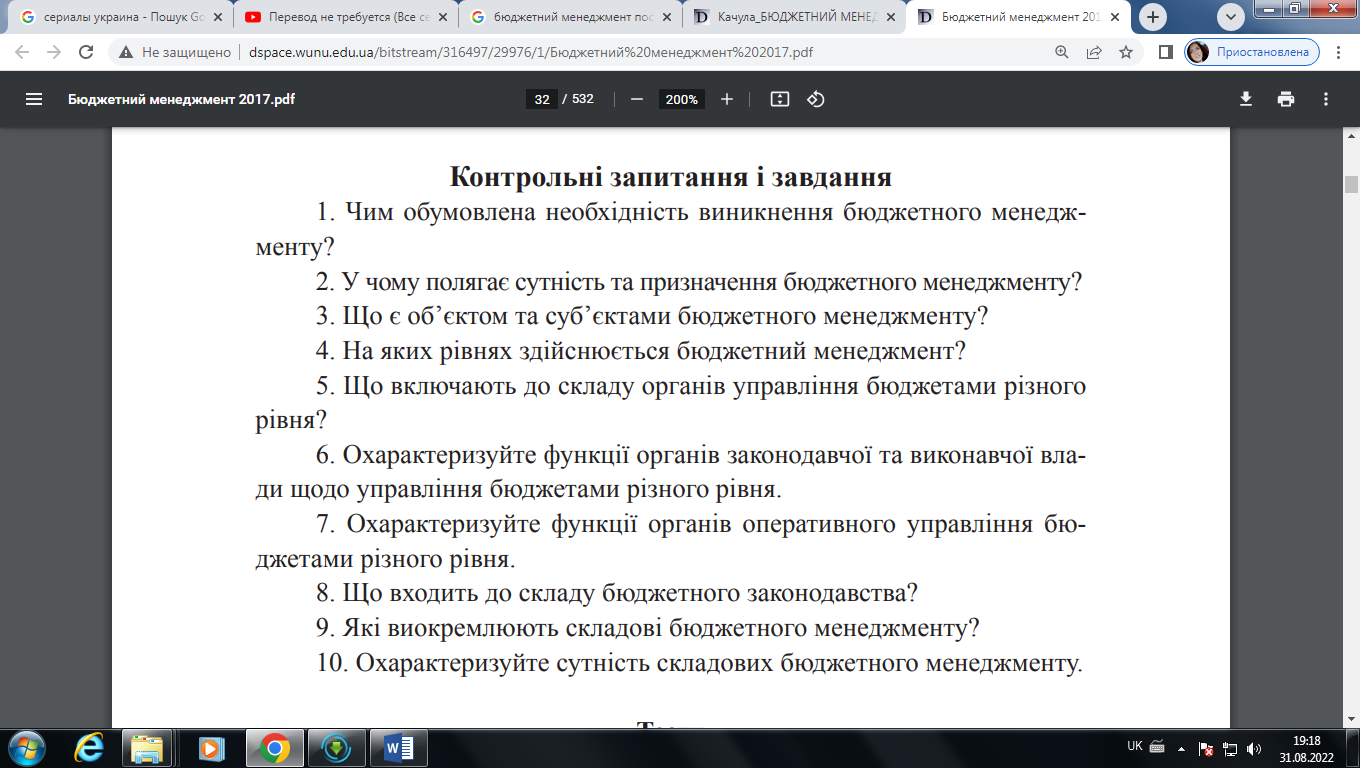 сериалы украина - Пошук Go
Перевод не требуется (Все се
бюджетный менеджмент пос
Качула_БЮДЖЕТНИЙ МЕНЕД
Бюджетний менеджмент 201
Не защищено | dspace.wunu.edu.ua/bitstream/316497/29976/1/Бюджетний%20менеджмент%202017.pdf
Приостановлена
Бюджетний менеджмент 2017.pdf
32 / 532
200%
Контрольні запитання і завдання
1. Чим обумовлена необхідність виникнення бюджетного менедж-
менту?
2. У чому полягає сутність та призначення бюджетного менеджменту?
3. Що є об’єктом та суб’єктами бюджетного менеджменту?
4. На яких рівнях здійснюється бюджетний менеджмент?
5. Що включають до складу органів управління бюджетами різного
рівня?
6. Охарактеризуйте функції органів законодавчої та виконавчої вла-
ди щодо управління бюджетами різного рівня.
7. Охарактеризуйте функції органів оперативного управління бю-
джетами різного рівня.
8. Що входить до складу бюджетного законодавства?
9. Які виокремлюють складові бюджетного менеджменту?
10. Охарактеризуйте сутність складових бюджетного менеджменту.
UK
19:18
31.08.2022